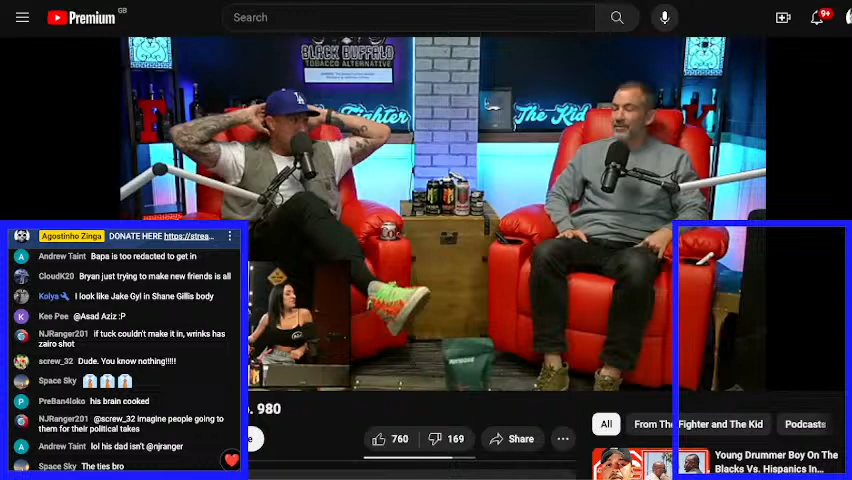 Premium GB
Search
9+
BLACK BUFFALO
TOBACCO ALTERNATIVE
Fighter
The Kid
Agostinho Zinga DONATE HERE https://strea...
A Andrew Taint Bapa is too redacted to get in
CloudK20 Bryan just trying to make new friends is all
Kolya I look like Jake Gyl in Shane Gillis body
K Kee Pee @Asad Aziz :P
NJRanger201 if tuck couldn't make it in, wrinks has
zairo shot
screw_32 Dude. You know nothing!!!!!
Space Sky
P PreBan4loko his brain cooked
NJRanger201 @screw_32 imagine people going to
them for their political takes
A Andrew Taint lol his dad isn't @njranger
Space Sky The ties bro
. 980
e
760
169
Share
All
From The Fighter and The Kid
Podcasts
Young Drummer Boy On The
Blacks Vs. Hispanics In...